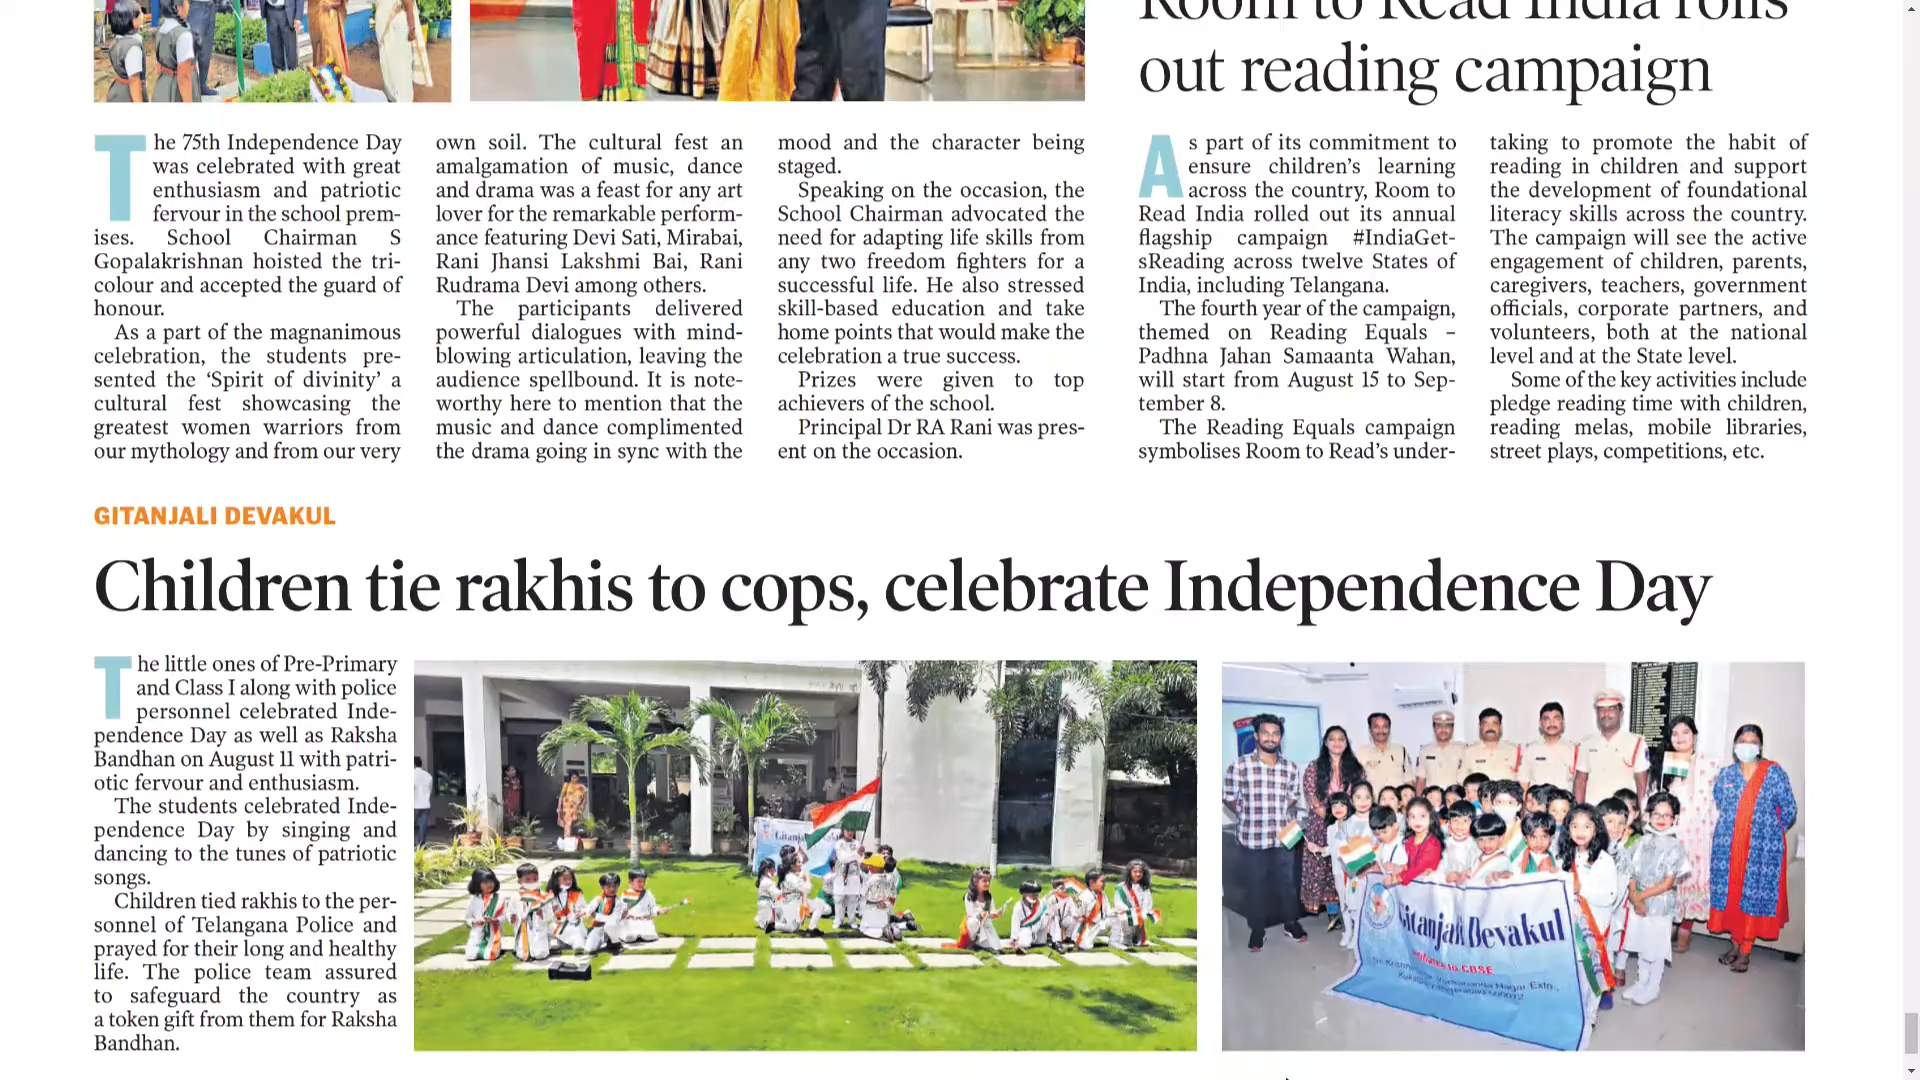 Room to Read India rolls
out reading campaign
The 75th Independence Day
was celebrated with great
enthusiasm and patriotic
fervour in the school prem-
ises. School Chairman S
Gopalakrishnan hoisted the tri-
colour and accepted the guard of
honour.
As a part of the magnanimous
celebration, the students pre-
sented the ‘Spirit of divinity’ a
cultural fest showcasing the
greatest women warriors from
our mythology and from our very
own soil. The cultural fest an
amalgamation of music, dance
and drama was a feast for any art
lover for the remarkable perform-
ance featuring Devi Sati, Mirabai,
Rani Jhansi Lakshmi Bai, Rani
Rudrama Devi among others.
The participants delivered
powerful dialogues with mind-
blowing articulation, leaving the
audience spellbound. It is note-
worthy here to mention that the
music and dance complimented
the drama going in sync with the
mood and the character being
staged.
Speaking on the occasion, the
School Chairman advocated the
need for adapting life skills from
any two freedom fighters for a
successful life. He also stressed
skill-based education and take
home points that would make the
celebration a true success.
Prizes were given to top
achievers of the school.
Principal Dr RA Rani was pres-
ent on the occasion.
As part of its commitment to
ensure children’s learning
across the country, Room to
Read India rolled out its annual
flagship campaign #IndiaGet-
sReading across twelve States of
India, including Telangana.
The fourth year of the campaign,
themed on Reading Equals –
Padhna Jahan Samaanta Wahan,
will start from August 15 to Sep-
tember 8.
The Reading Equals campaign
symbolises Room to Read’s under-
taking to promote the habit of
reading in children and support
the development of foundational
literacy skills across the country.
The campaign will see the active
engagement of children, parents,
caregivers, teachers, government
officials, corporate partners, and
volunteers, both at the national
level and at the State level.
Some of the key activities include
pledge reading time with children,
reading melas, mobile libraries,
street plays, competitions, etc.
GITANJALI DEVAKUL
Children tie rakhis to cops, celebrate Independence Day
The little ones of Pre-Primary
and Class I along with police
personnel celebrated Inde-
pendence Day as well as Raksha
Bandhan on August 11 with patri-
otic fervour and enthusiasm.
The students celebrated Inde-
pendence Day by singing and
dancing to the tunes of patriotic
songs.
Children tied rakhis to the per-
sonnel of Telangana Police and
prayed for their long and healthy
life. The police team assured
to safeguard the country as
a token gift from them for Raksha
Bandhan.
Gitanjali Devakul
to CBSE
Nagar Extn.,